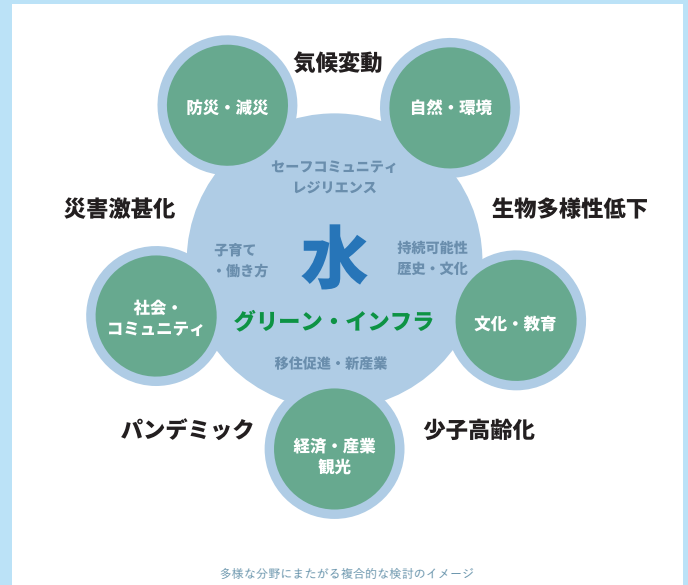 気候変動
防災・減災
自然・環境
セーフコミュニティ
レジリエンス
災害激甚化
生物多様性低下
子育て
・働き方
水
持続可能性
歴史・文化
社会・
コミュニティ
グリーン・インフラ
文化・教育
移住促進・新産業
パンデミック
少子高齢化
経済・産業
観光
多様な分野にまたがる複合的な検討のイメージ